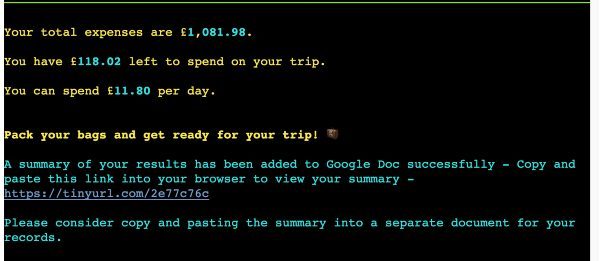 Your total expenses are £1,081.98.
You have £118.02 left to spend on your trip.
You can spend £11.80 per day.
Pack your bags and get ready for your trip!
A summary of your results has been added to Google Doc successfully - Copy and
paste this link into your browser to view your summary -
https://tinyurl.com/2e77c76c
Please consider copy and pasting the summary into a separate document for your
records.